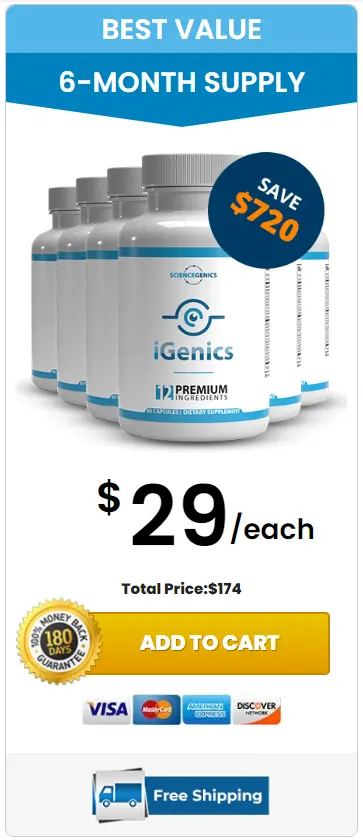 BEST VALUE
6-MONTH SUPPLY
SAVE
$720
SCIENCEGENICS
iGenics
12 PREMIUM
INGREDIENTS
60 CAPSULES | DIETARY SUPPLEMENT
$29/each
Total Price:$174
100% MONEY BACK
180
DAYS
GUARANTEE
ADD TO CART
VISA
MasterCard
AMERICAN
EXPRESS
DISCOVER
NETWORK
Free Shipping